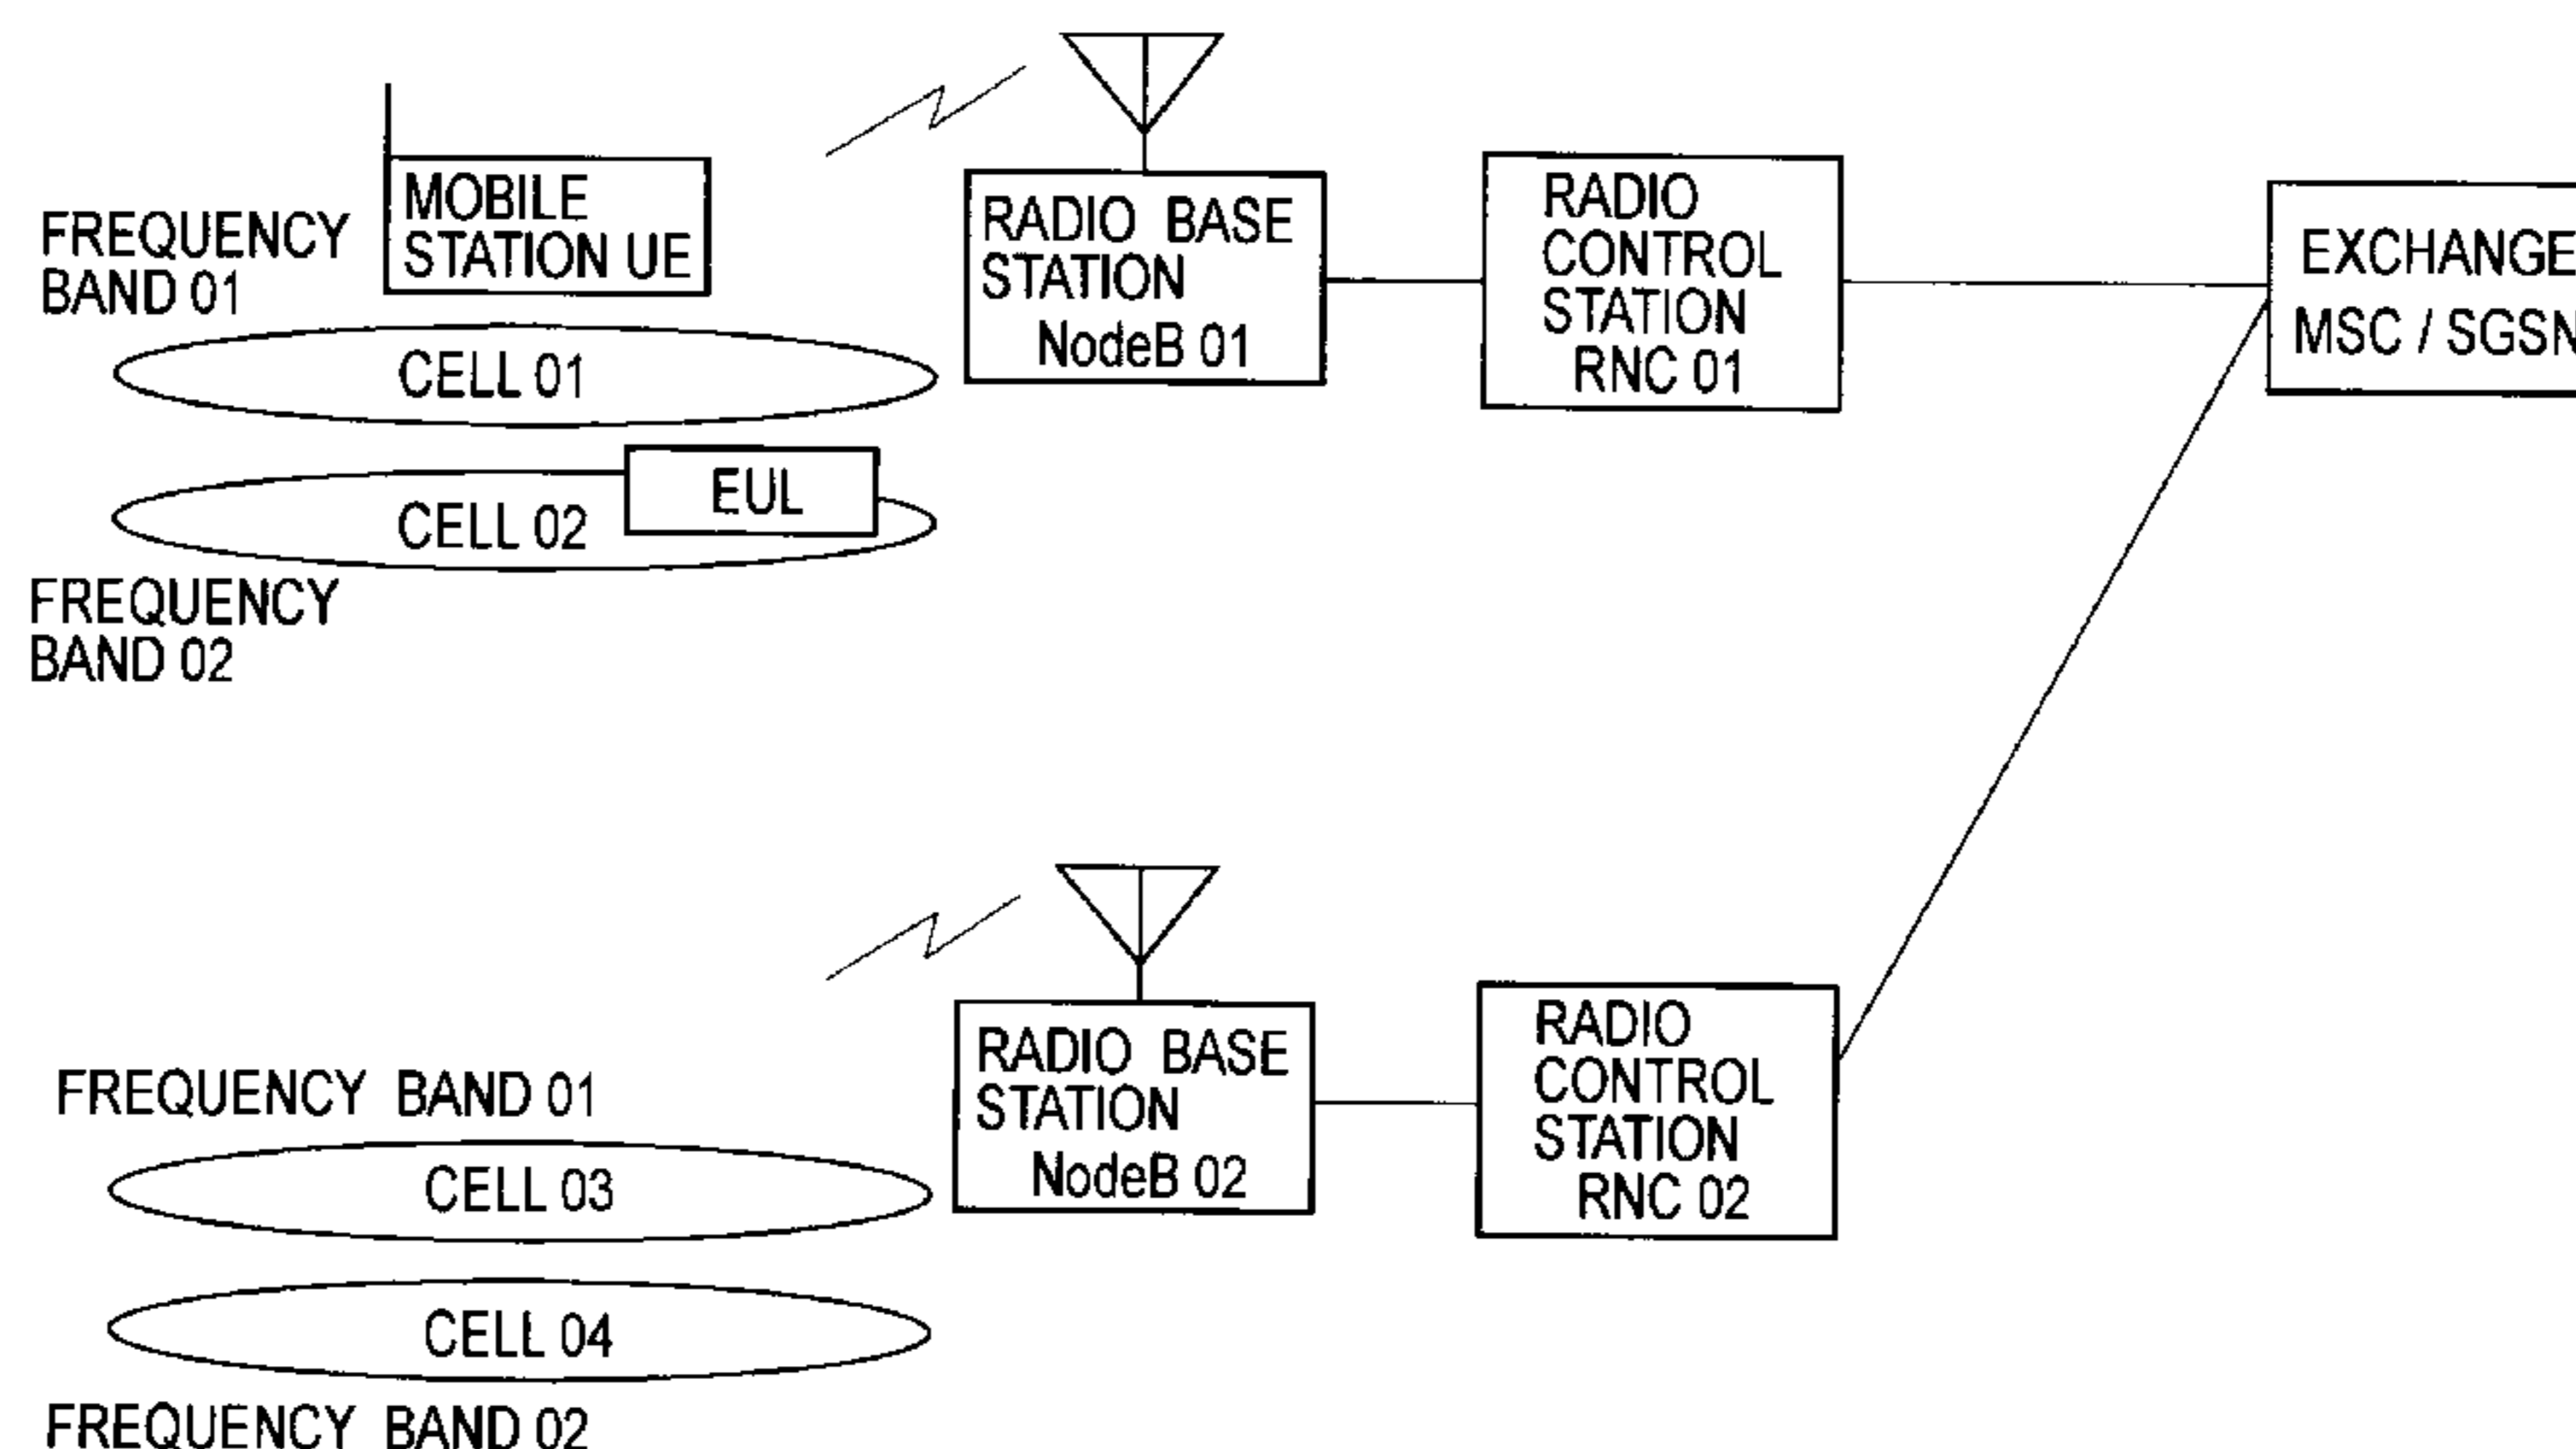 FREQUENCY
BAND 01
MOBILE
STATION UE
RADIO BASE
STATION
NodeB 01
RADIO
CONTROL
STATION
RNC 01
EXCHANGE
MSC / SGSN
CELL 01
CELL 02
EUL
FREQUENCY
BAND 02
RADIO BASE
STATION
NodeB 02
RADIO
CONTROL
STATION
RNC 02
FREQUENCY BAND 01
CELL 03
CELL 04
FREQUENCY BAND 02